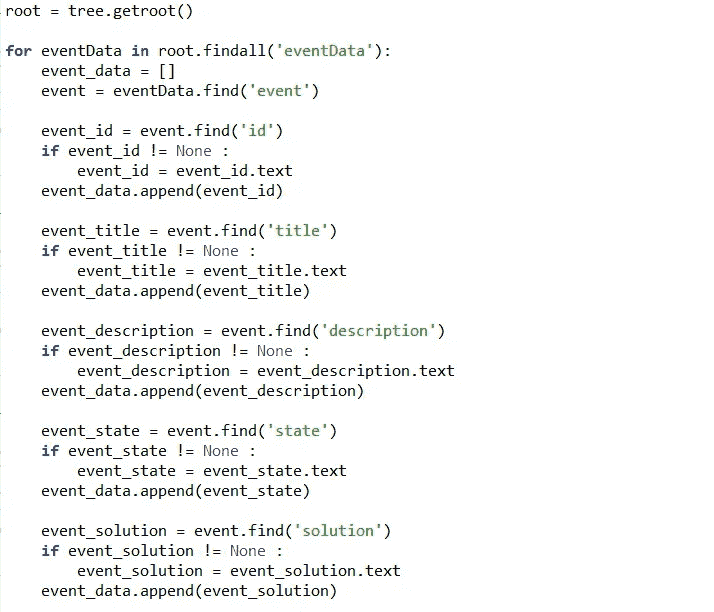 root = tree.getroot()

for eventData in root.findall('eventData'):
    event_data = []
    event = eventData.find('event')

    event_id = event.find('id')
    if event_id != None :
        event_id = event_id.text
    event_data.append(event_id)

    event_title = event.find('title')
    if event_title != None :
        event_title = event_title.text
    event_data.append(event_title)

    event_description = event.find('description')
    if event_description != None :
        event_description = event_description.text
    event_data.append(event_description)

    event_state = event.find('state')
    if event_state != None :
        event_state = event_state.text
    event_data.append(event_state)

    event_solution = event.find('solution')
    if event_solution != None :
        event_solution = event_solution.text
    event_data.append(event_solution)